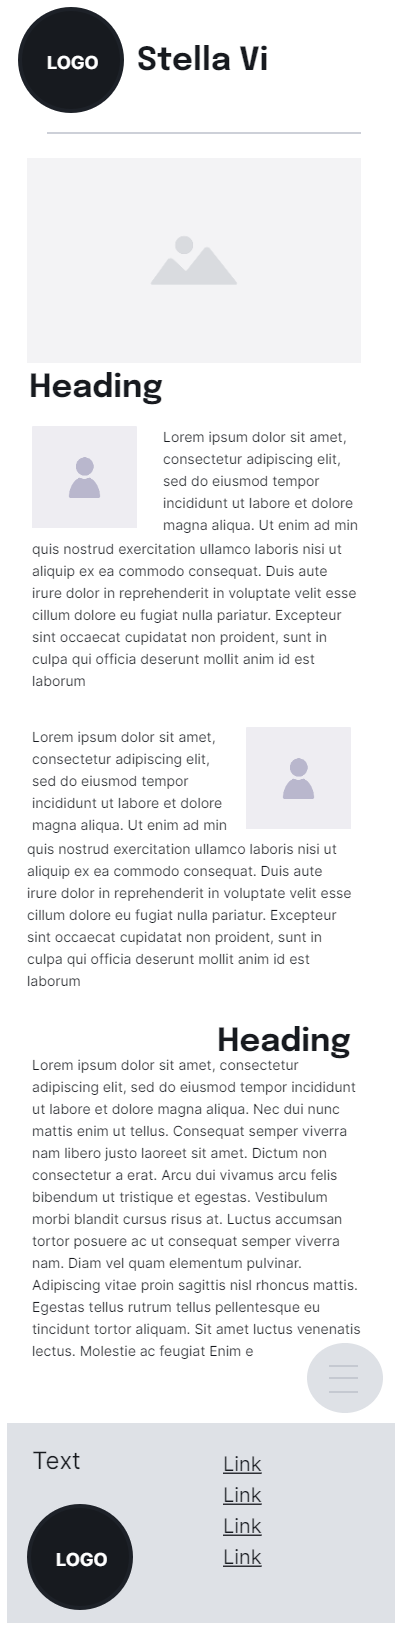 LOGO
Stella Vi
Heading
Lorem ipsum dolor sit amet,
consectetur adipiscing elit,
sed do eiusmod tempor
incididunt ut labore et dolore
magna aliqua. Ut enim ad min
quis nostrud exercitation ullamco laboris nisi ut
aliquip ex ea commodo consequat. Duis aute
irure dolor in reprehenderit in voluptate velit esse
cillum dolore eu fugiat nulla pariatur. Excepteur
sint occaecat cupidatat non proident, sunt in
culpa qui officia deserunt mollit anim id est
laborum
Lorem ipsum dolor sit amet,
consectetur adipiscing elit,
sed do eiusmod tempor
incididunt ut labore et dolore
magna aliqua. Ut enim ad min
quis nostrud exercitation ullamco laboris nisi ut
aliquip ex ea commodo consequat. Duis aute
irure dolor in reprehenderit in voluptate velit esse
cillum dolore eu fugiat nulla pariatur. Excepteur
sint occaecat cupidatat non proident, sunt in
culpa qui officia deserunt mollit anim id est
laborum
Heading
Lorem ipsum dolor sit amet, consectetur
adipiscing elit, sed do eiusmod tempor incididunt
ut labore et dolore magna aliqua. Nec dui nunc
mattis enim ut tellus. Consequat semper viverra
nam libero justo laoreet sit amet. Dictum non
consectetur a erat. Arcu dui vivamus arcu felis
bibendum ut tristique et egestas. Vestibulum
morbi blandit cursus risus at. Luctus accumsan
tortor posuere ac ut consequat semper viverra
nam. Diam vel quam elementum pulvinar.
Adipiscing vitae proin sagittis nisl rhoncus mattis.
Egestas tellus rutrum tellus pellentesque eu
tincidunt tortor aliquam. Sit amet luctus venenatis
lectus. Molestie ac feugiat Enim e
Text
Link
Link
Link
Link
LOGO